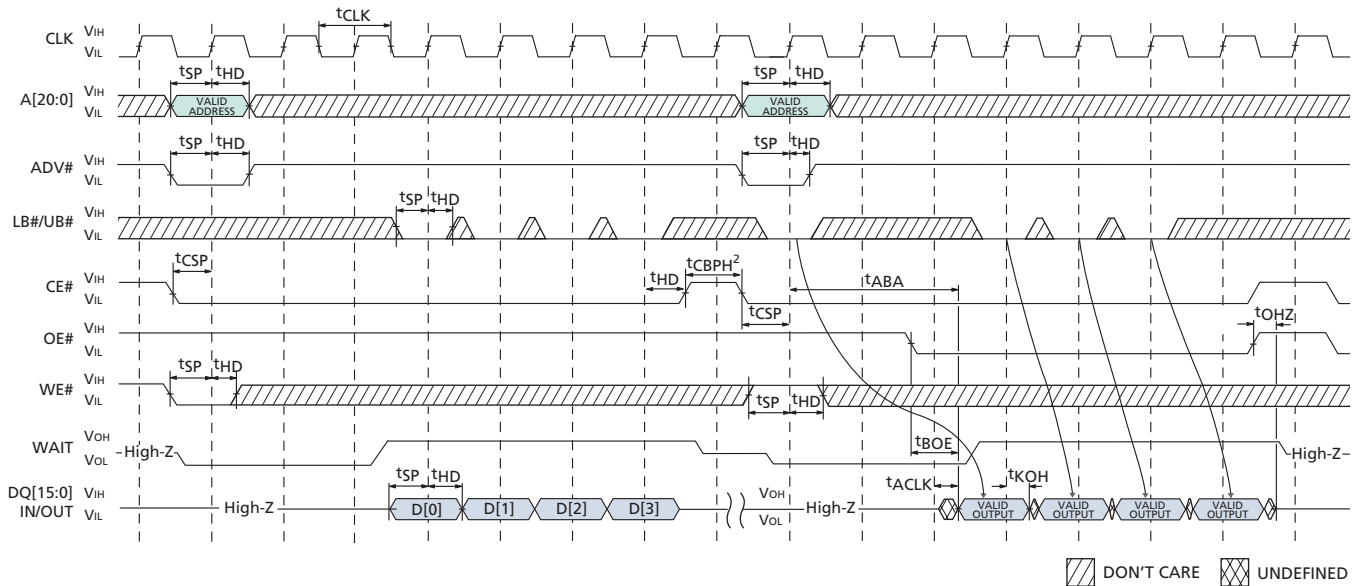 tCLK
CLK VIH
VIL
tSP tHD tSP tHD
A[20:0] VIH
VIL
VALID ADDRESS VALID ADDRESS
tSP tHD tSP tHD
ADV# VIH
VIL
tSP tHD
LB#/UB# VIH
VIL
tCSP tHD tCBPH2 tABA
CE# VIH
VIL
tCSP tOHZ
OE# VIH
VIL
tSP tHD
WE# VIH
VIL
tSP tHD
tBOE
WAIT VOH
VOL
High-Z High-Z
tSP tHD tACLK tKOH
DQ[15:0] IN/OUT VIH
VIL
High-Z D[0] D[1] D[2] D[3] VOH
VOL
High-Z VALID OUTPUT VALID OUTPUT VALID OUTPUT VALID OUTPUT
DON'T CARE UNDEFINED